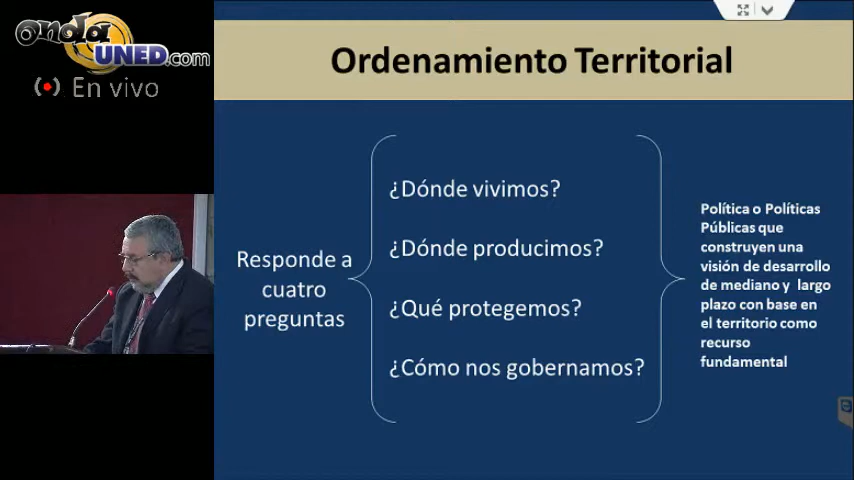 onda
UNED.com
En vivo
Ordenamiento Territorial
Responde a
cuatro
preguntas
¿Dónde vivimos?
¿Dónde producimos?
¿Qué protegemos?
¿Cómo nos gobernamos?
Política o Políticas
Públicas que
construyen una
visión de desarrollo
de mediano y largo
plazo con base en
el territorio como
recurso
fundamental